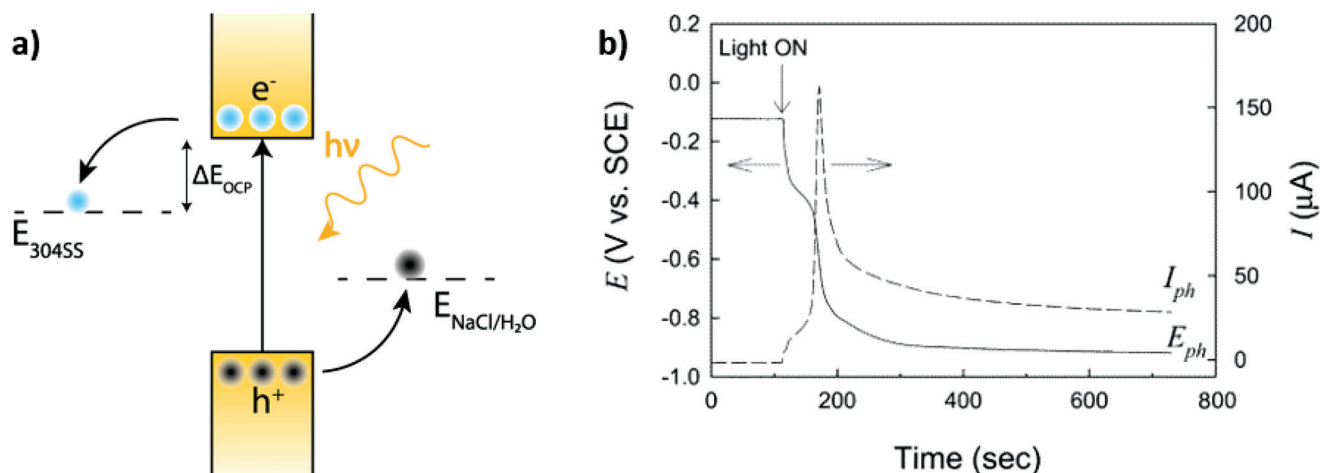 a)
e⁻
hν
ΔE_OCP
E_304SS
E_NaCl/H₂O
h⁺
b)
Light ON
E (V vs. SCE)
0.2
0.0
-0.2
-0.4
-0.6
-0.8
-1.0
I (μA)
200
150
100
50
0
I_ph
E_ph
0
200
400
600
800
Time (sec)